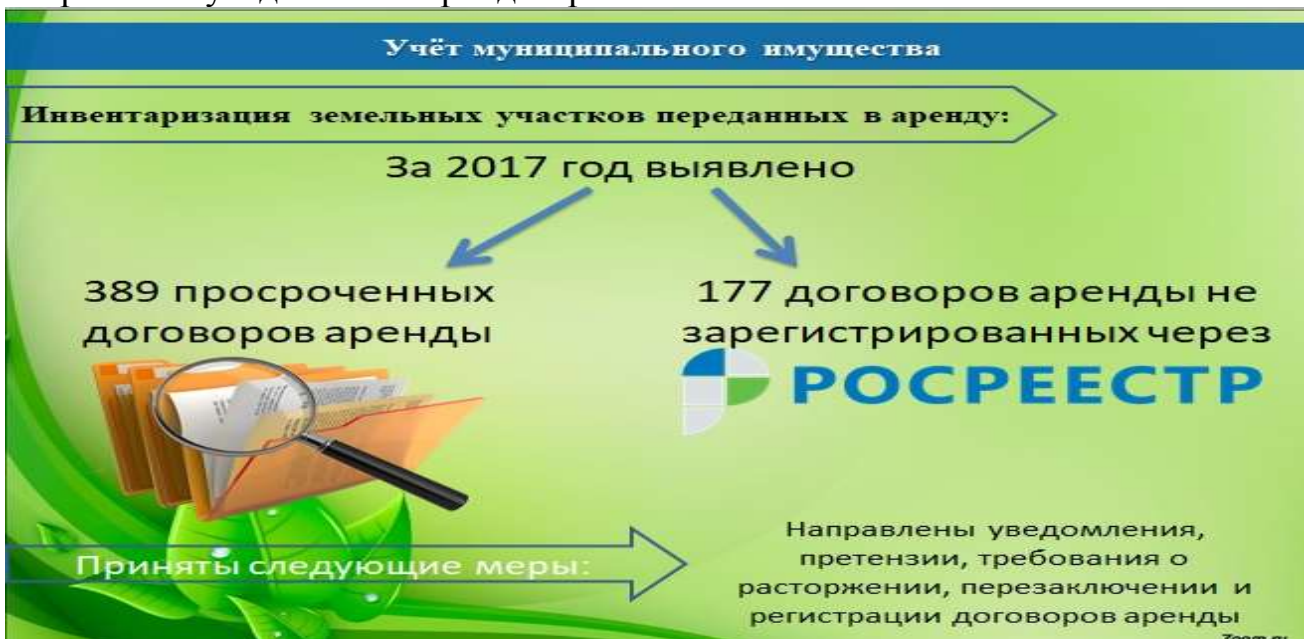 Учёт муниципального имущества
Инвентаризация земельных участков переданных в аренду:
За 2017 год выявлено
389 просроченных
договоров аренды
177 договоров аренды не
зарегистрированных через
РОСРЕЕСТР
Приняты следующие меры:
Направлены уведомления,
претензии, требования о
расторжении, перезаключении и
регистрации договоров аренды